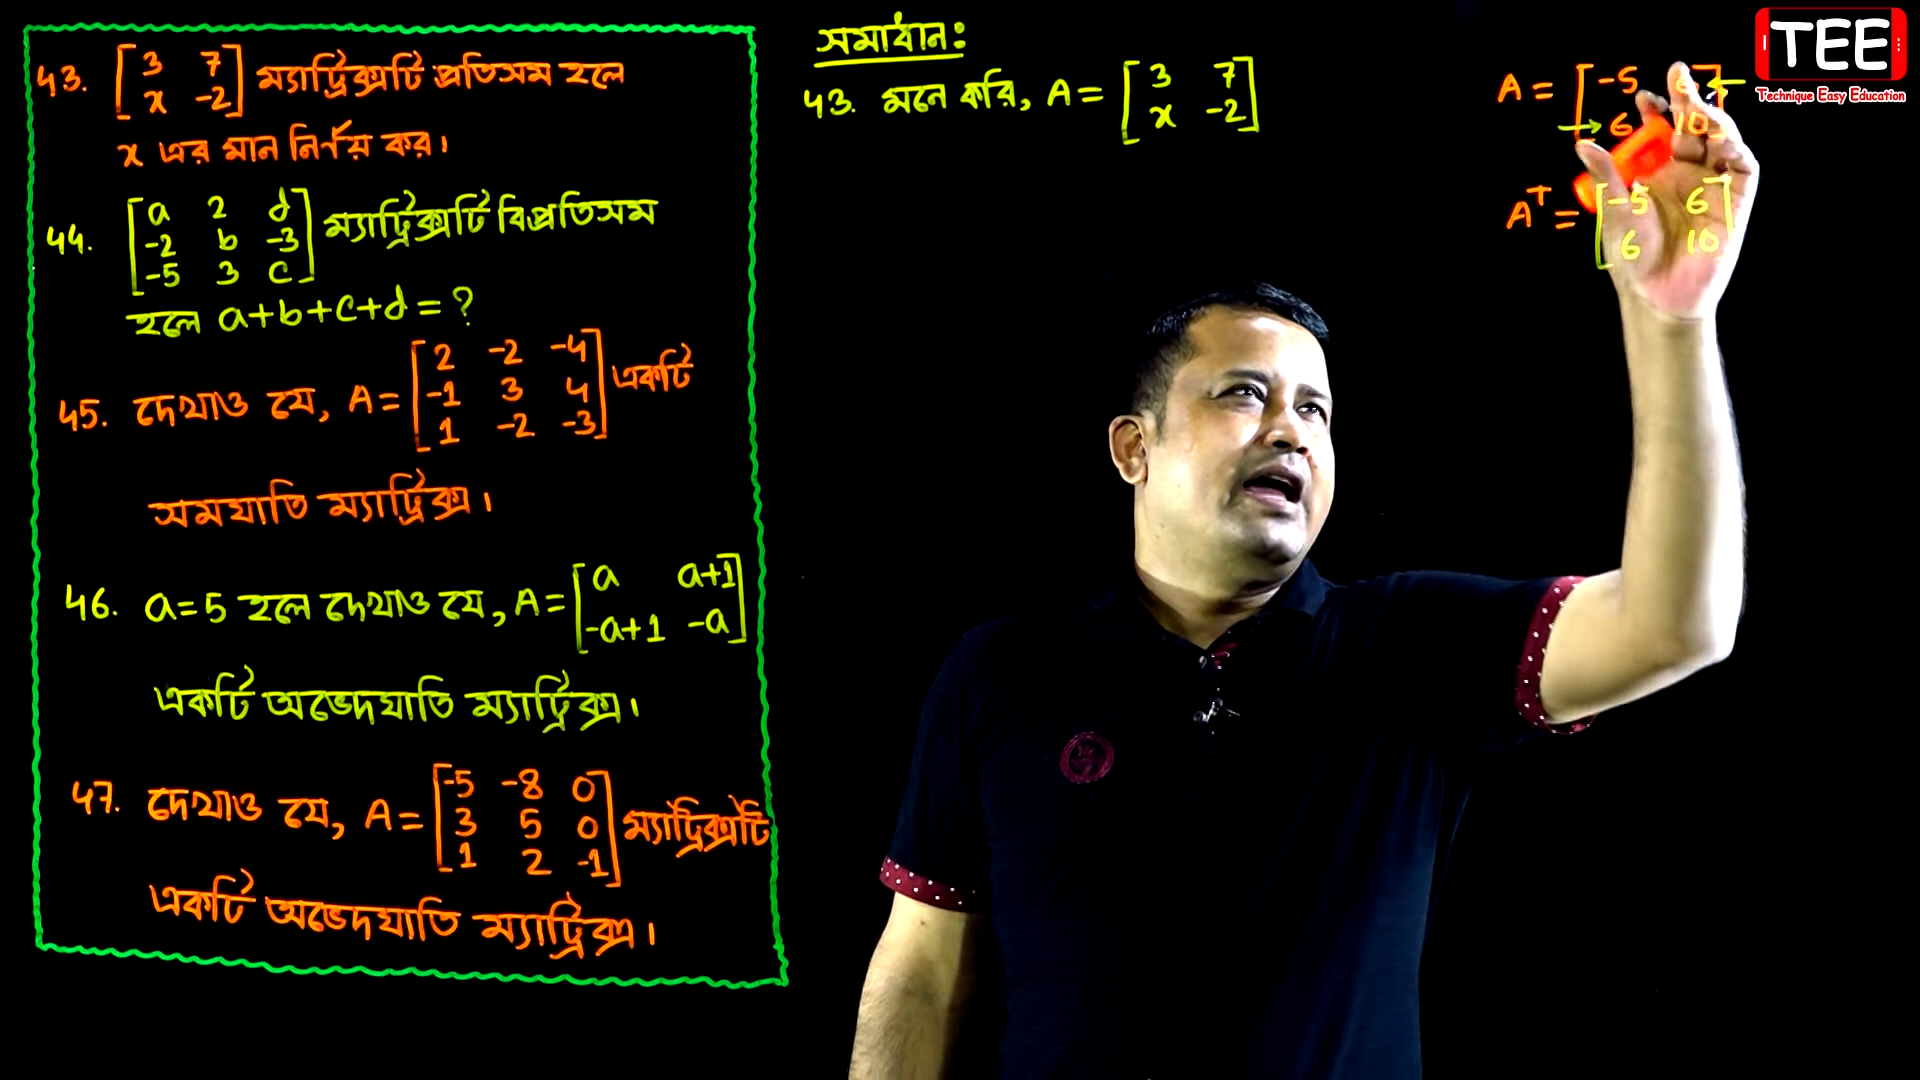 43. [3 7
x -2] ম্যাট্রিক্সটি প্রতিসম হলে
x এর মান নির্ণয় কর।
44. [a 2 d
-2 b -3
-5 3 c] ম্যাট্রিক্সটি বিপ্রতিসম
হলে a+b+c+d = ?
45. দেখাও যে, A = [2 -2 -4
-1 3 4
1 -2 -3] একটি
সমঘাতি ম্যাট্রিক্স।
46. a=5 হলে দেখাও যে, A = [a a+1
-a+1 -a]
একটি অভেদঘাতি ম্যাট্রিক্স।
47. দেখাও যে, A = [-5 -8 0
3 5 0
1 2 -1] ম্যাট্রিক্সটি
একটি অভেদঘাতি ম্যাট্রিক্স।
সমাধান:
43. মনে করি, A = [3 7
x -2]
A = [-5
→ 6 10]
Aᵀ = [-5 6
6 10]
TEE
Technique Easy Education